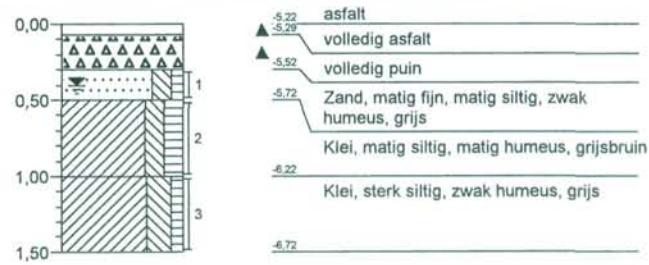 0,00
0,50
1,00
1,50
1
2
3
-5,22 asfalt
-5,29
volledig asfalt
-5,52 volledig puin
-5,72 Zand, matig fijn, matig siltig, zwak
humeus, grijs
Klei, matig siltig, matig humeus, grijsbruin
-6,22
Klei, sterk siltig, zwak humeus, grijs
-6,72